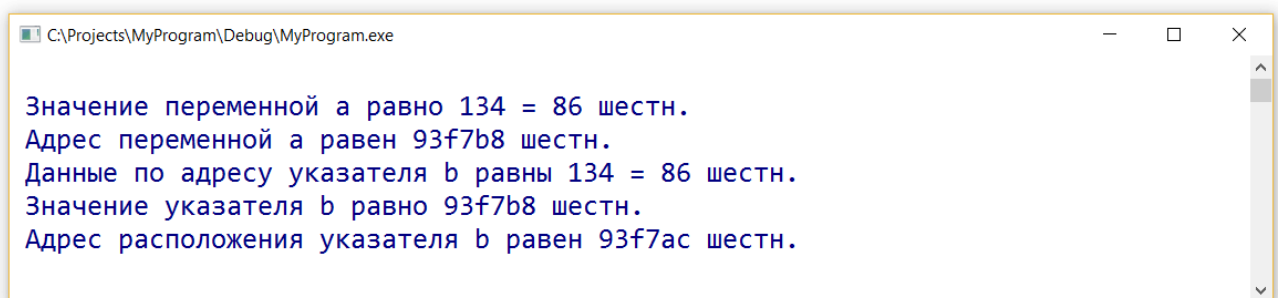 C:\Projects\MyProgram\Debug\MyProgram.exe
Значение переменной a равно 134 = 86 шестн.
Адрес переменной a равен 93f7b8 шестн.
Данные по адресу указателя b равны 134 = 86 шестн.
Значение указателя b равно 93f7b8 шестн.
Адрес расположения указателя b равен 93f7ac шестн.